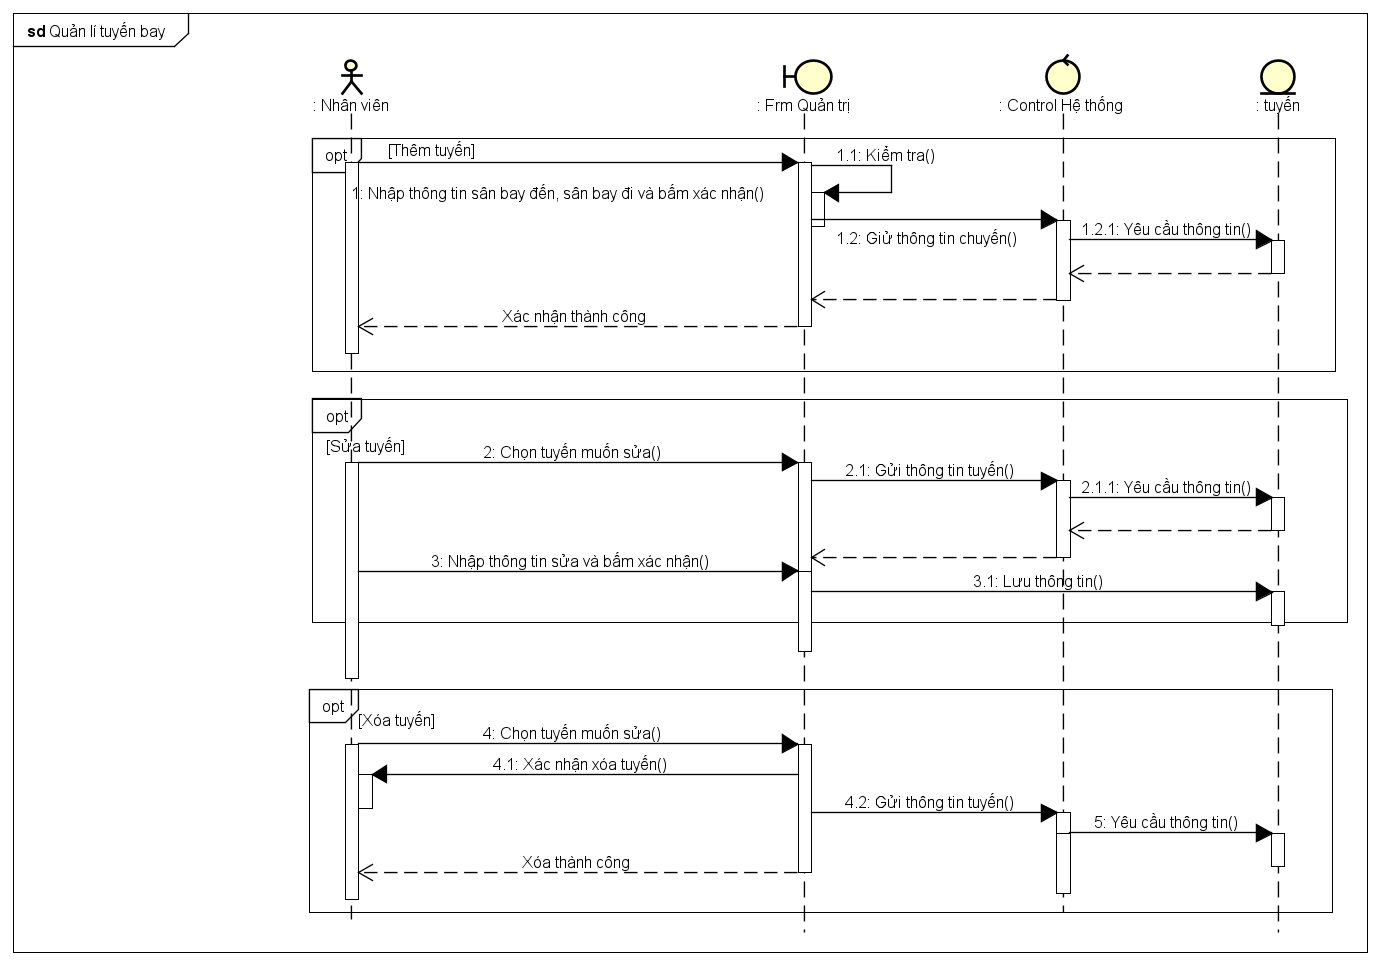 sd Quản lí tuyến bay
: Nhân viên
: Frm Quản trị
: Control Hệ thống
: tuyến
opt
[Thêm tuyến]
1.1: Kiểm tra()
1: Nhập thông tin sân bay đến, sân bay đi và bấm xác nhận()
1.2: Giử thông tin chuyến()
1.2.1: Yêu cầu thông tin()
Xác nhận thành công
opt
[Sửa tuyến]
2: Chọn tuyến muốn sửa()
2.1: Gửi thông tin tuyến()
2.1.1: Yêu cầu thông tin()
3: Nhập thông tin sửa và bấm xác nhận()
3.1: Lưu thông tin()
opt
[Xóa tuyến]
4: Chọn tuyến muốn sửa()
4.1: Xác nhận xóa tuyến()
4.2: Gửi thông tin tuyến()
5: Yêu cầu thông tin()
Xóa thành công